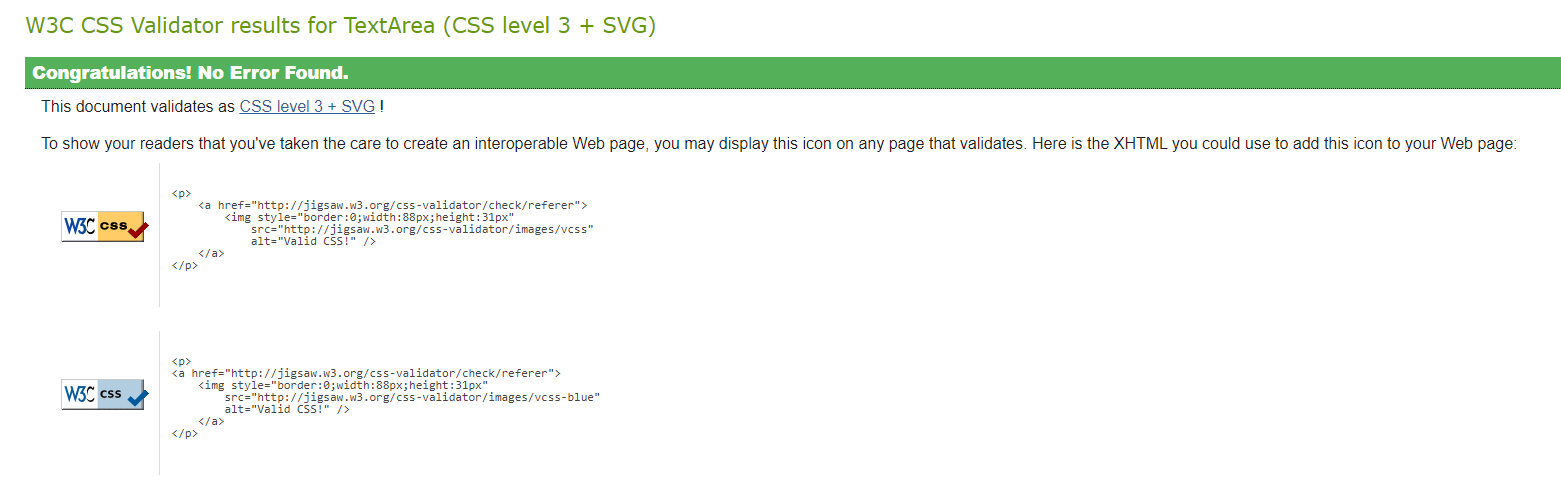 W3C CSS Validator results for TextArea (CSS level 3 + SVG)
Congratulations! No Error Found.
This document validates as CSS level 3 + SVG !
To show your readers that you've taken the care to create an interoperable Web page, you may display this icon on any page that validates. Here is the XHTML you could use to add this icon to your Web page:
W3C css
<p>
    <a href="http://jigsaw.w3.org/css-validator/check/referer">
        <img style="border:0;width:88px;height:31px"
            src="http://jigsaw.w3.org/css-validator/images/vcss"
            alt="Valid CSS!" />
    </a>
</p>
W3C css
<p>
<a href="http://jigsaw.w3.org/css-validator/check/referer">
    <img style="border:0;width:88px;height:31px"
        src="http://jigsaw.w3.org/css-validator/images/vcss-blue"
        alt="Valid CSS!" />
    </a>
</p>